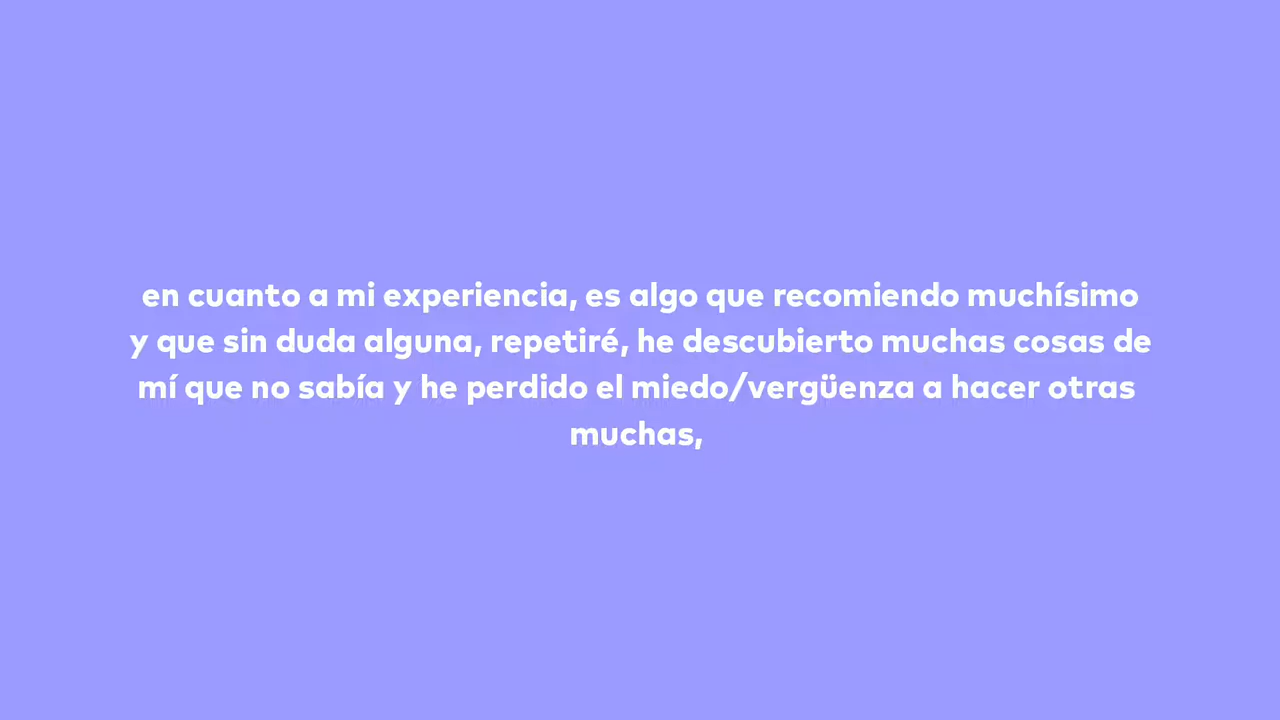 en cuanto a mi experiencia, es algo que recomiendo muchísimo
y que sin duda alguna, repetiré, he descubierto muchas cosas de
mí que no sabía y he perdido el miedo/vergüenza a hacer otras
muchas,